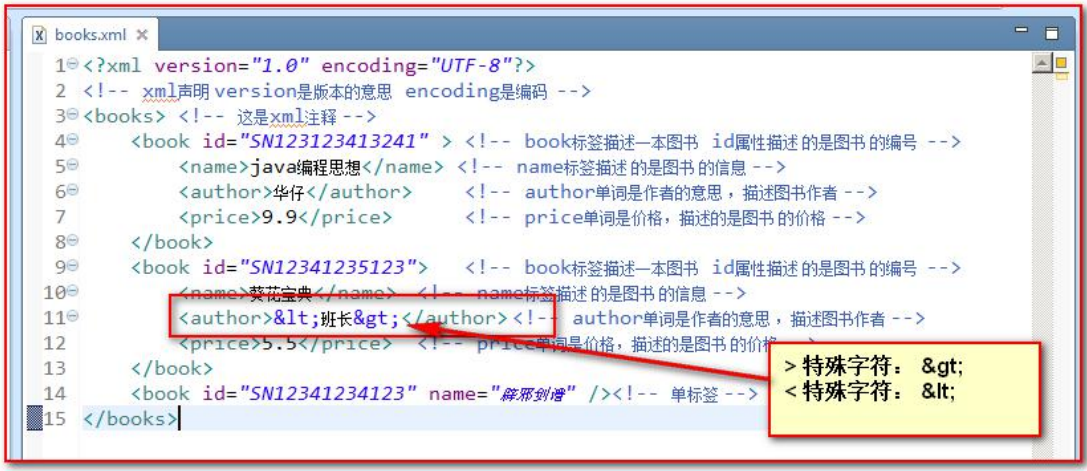 books.xml
1 <?xml version="1.0" encoding="UTF-8"?>
2 <!-- xml声明 version是版本的意思 encoding是编码 -->
3 <books> <!-- 这是xml注释 -->
4 <book id="SN123123413241" > <!-- book标签描述一本图书 id属性描述 的是图书 的编号 -->
5 <name>java编程思想</name> <!-- name标签描述 的是图书 的信息 -->
6 <author>华仔</author> <!-- author单词是作者的意思 ，描述图书作者 -->
7 <price>9.9</price> <!-- price单词是价格，描述的是图书 的价格 -->
8 </book>
9 <book id="SN12341235123"> <!-- book标签描述一本图书 id属性描述 的是图书 的编号 -->
10 <name>葵花宝典</name> <!-- name标签描述 的是图书 的信息 -->
11 <author>&lt;班长&gt;</author> <!-- author单词是作者的意思 ，描述图书作者 -->
12 <price>5.5</price> <!-- price单词是价格，描述的是图书 的价
13 </book>
14 <book id="SN12341234123" name="辟邪剑谱" /><!-- 单标签 -->
15 </books>
> 特殊字符： &gt;
< 特殊字符： &lt;